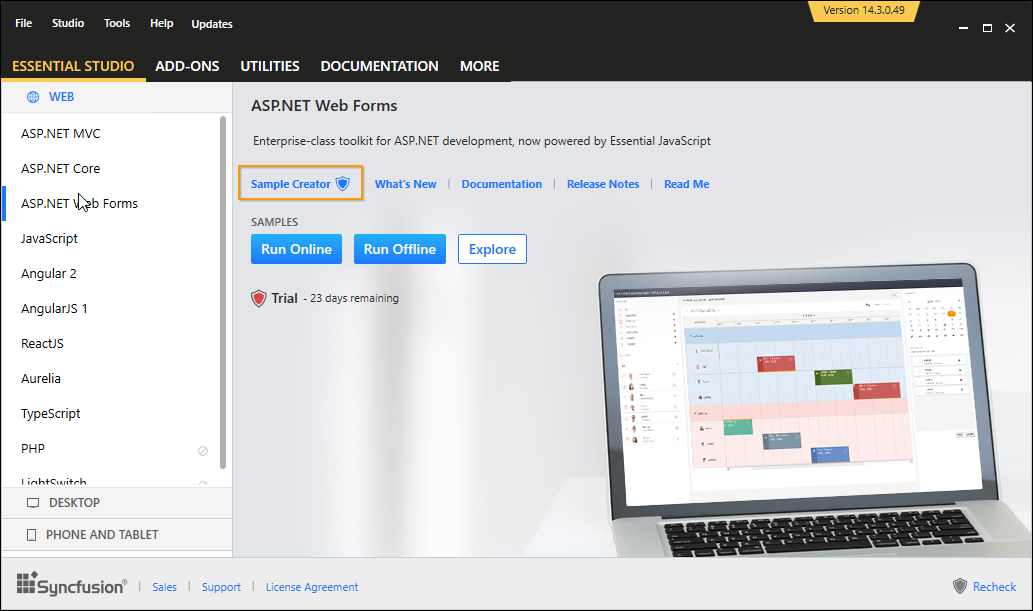 File Studio Tools Help Updates
Version 14.3.0.49
ESSENTIAL STUDIO ADD-ONS UTILITIES DOCUMENTATION MORE
WEB
ASP.NET MVC
ASP.NET Core
ASP.NET Web Forms
JavaScript
Angular 2
AngularJS 1
ReactJS
Aurelia
TypeScript
PHP
LightSwitch
DESKTOP
PHONE AND TABLET
ASP.NET Web Forms
Enterprise-class toolkit for ASP.NET development, now powered by Essential JavaScript
Sample Creator What's New | Documentation | Release Notes | Read Me
SAMPLES
Run Online Run Offline Explore
Trial - 23 days remaining
Syncfusion® | Sales | Support | License Agreement
Recheck